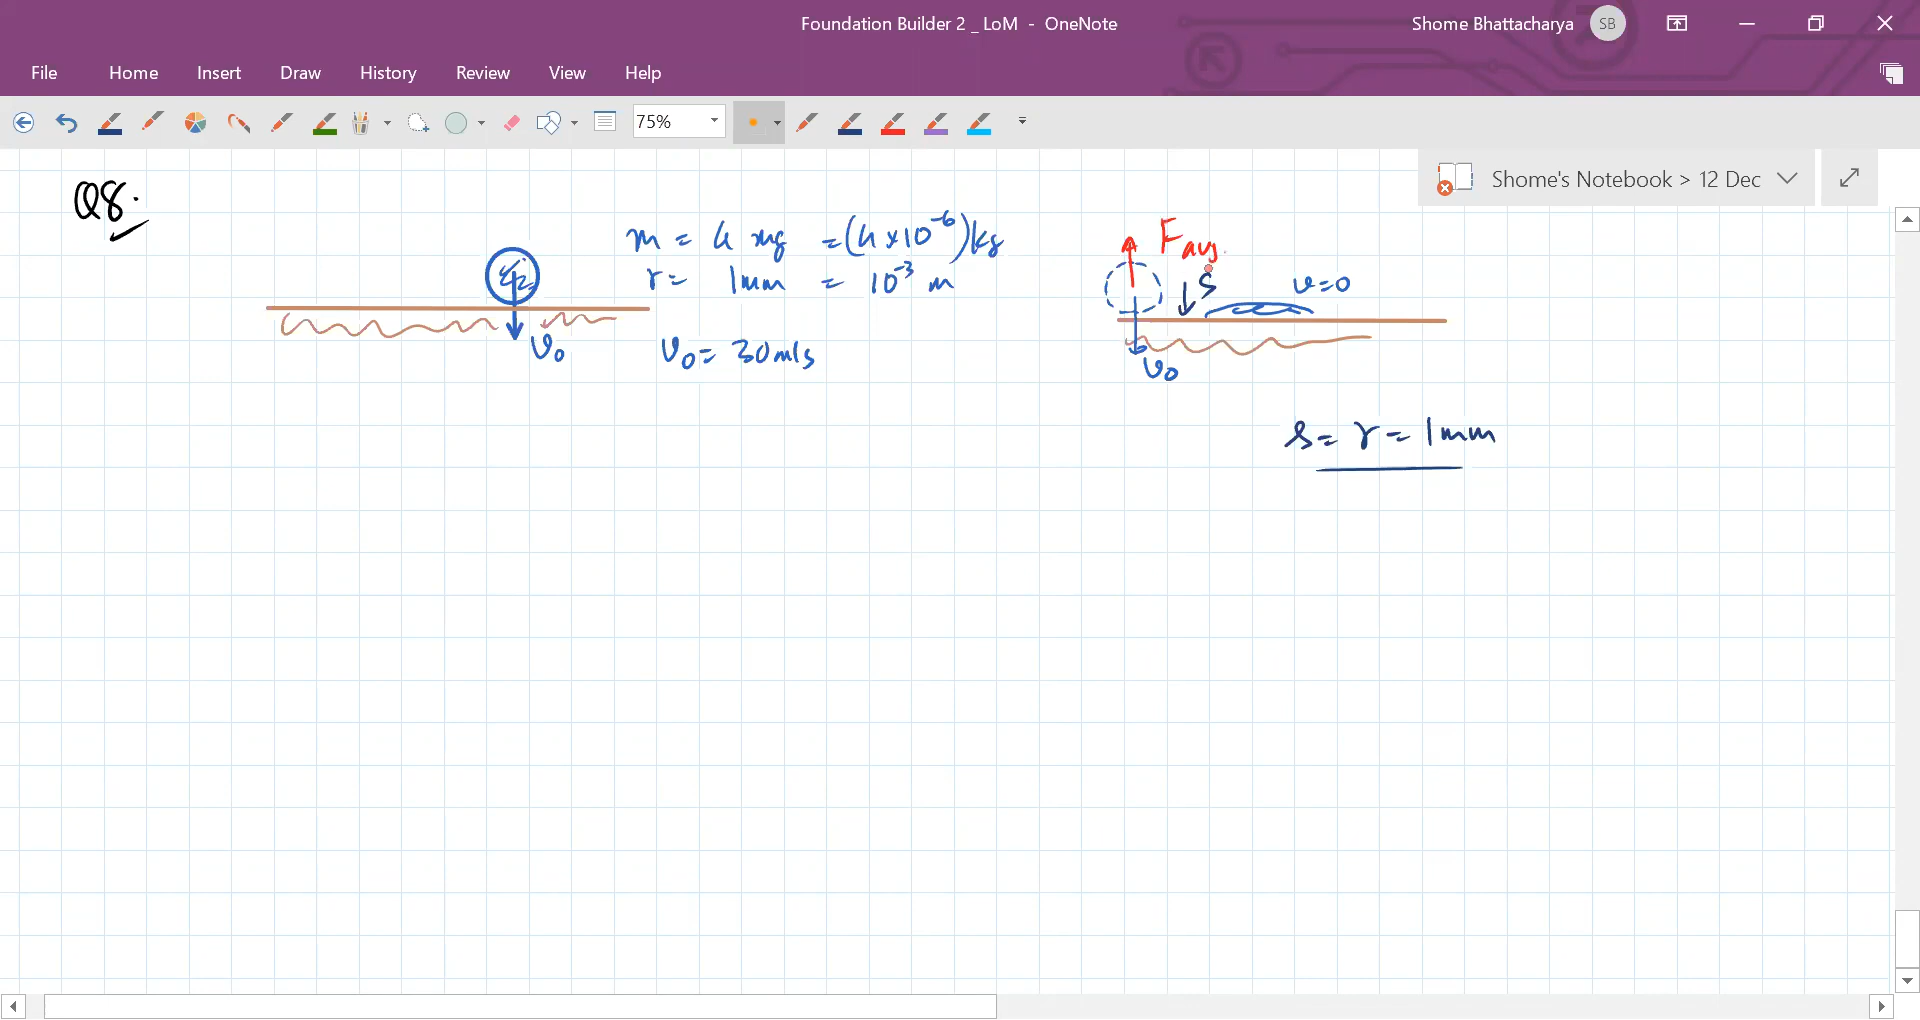 Foundation Builder 2 _ LoM - OneNote
Shome Bhattacharya SB
File Home Insert Draw History Review View Help
75%
Shome's Notebook > 12 Dec
Q8.
m = 4 mg = (4×10⁻⁶) kg
r = 1mm = 10⁻³ m
v₀
v₀ = 30 m/s
Favg.
S
v=0
v₀
s = r = 1mm